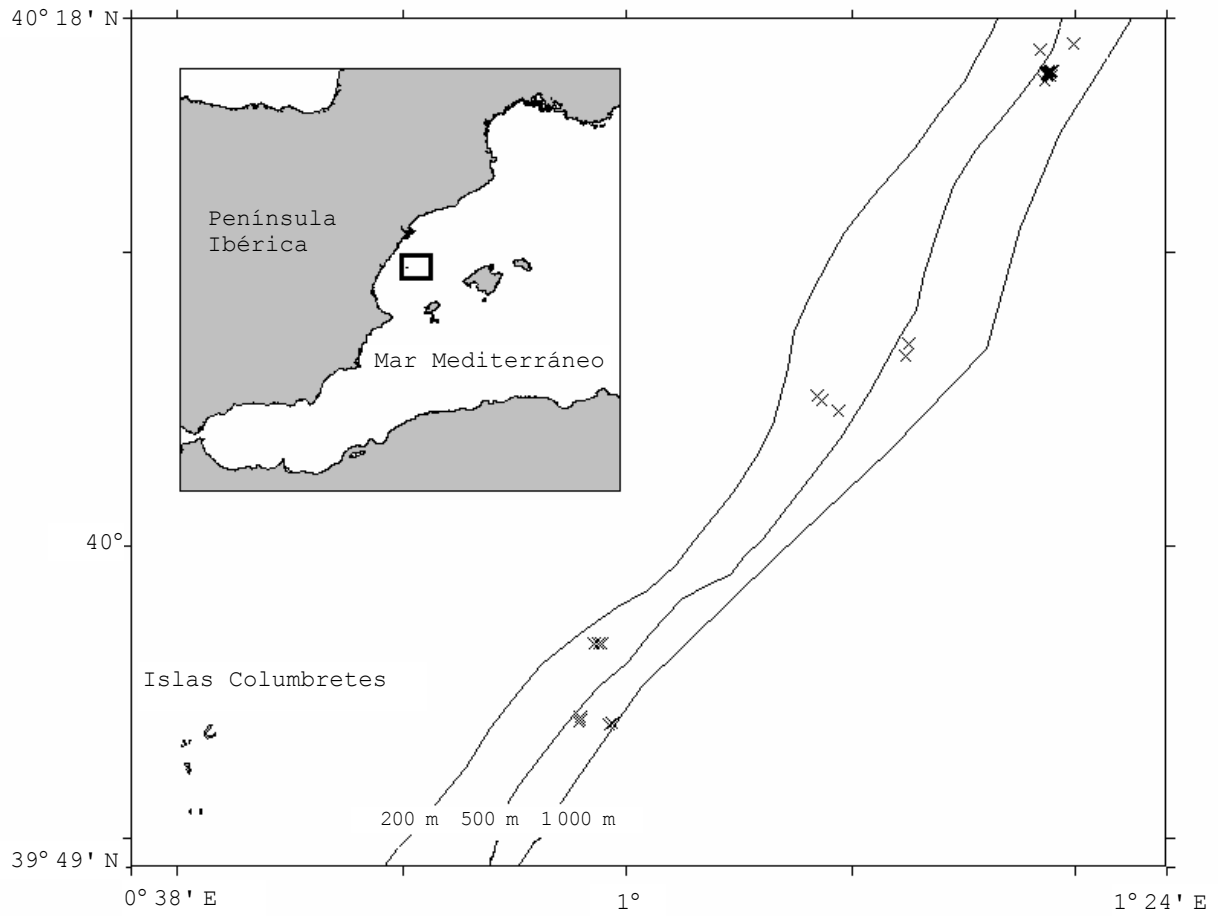 40° 18' N
Península
Ibérica
Mar Mediterráneo
40°
Islas Columbretes
200 m 500 m 1 000 m
39° 49' N
0° 38' E 1° 1° 24' E